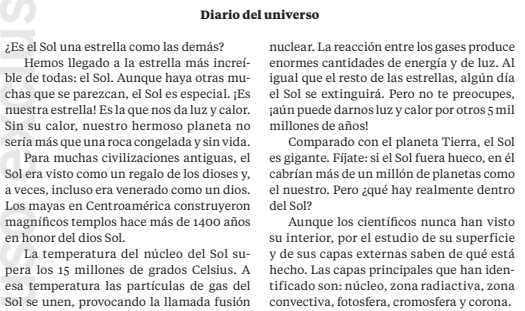 Diario del universo
¿Es el Sol una estrella como las demás?
Hemos llegado a la estrella más increí-
ble de todas: el Sol. Aunque haya otras mu-
chas que se parezcan, el Sol es especial. ¡Es
nuestra estrella! Es la que nos da luz y calor.
Sin su calor, nuestro hermoso planeta no
sería más que una roca congelada y sin vida.
Para muchas civilizaciones antiguas, el
Sol era visto como un regalo de los dioses y,
a veces, incluso era venerado como un dios.
Los mayas en Centroamérica construyeron
magníficos templos hace más de 1400 años
en honor del dios Sol.
La temperatura del núcleo del Sol su-
pera los 15 millones de grados Celsius. A
esa temperatura las partículas de gas del
Sol se unen, provocando la llamada fusión
nuclear. La reacción entre los gases produce
enormes cantidades de energía y de luz. Al
igual que el resto de las estrellas, algún día
el Sol se extinguirá. Pero no te preocupes,
¡aún puede darnos luz y calor por otros 5 mil
millones de años!
Comparado con el planeta Tierra, el Sol
es gigante. Fíjate: si el Sol fuera hueco, en él
cabrían más de un millón de planetas como
el nuestro. Pero ¿qué hay realmente dentro
del Sol?
Aunque los científicos nunca han visto
su interior, por el estudio de su superficie
y de sus capas externas saben de qué está
hecho. Las capas principales que han iden-
tificado son: núcleo, zona radiactiva, zona
convectiva, fotosfera, cromosfera y corona.